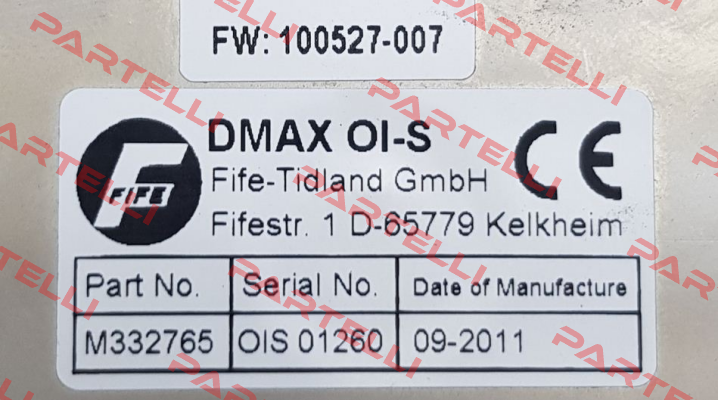 FW: 100527-007
DMAX OI-S
CE
Fife-Tidland GmbH
FIFE
Fifestr. 1 D-65779 Kelkheim
Part No. Serial No. Date of Manufacture
M332765 OIS 01260 09-2011
PARTELLI